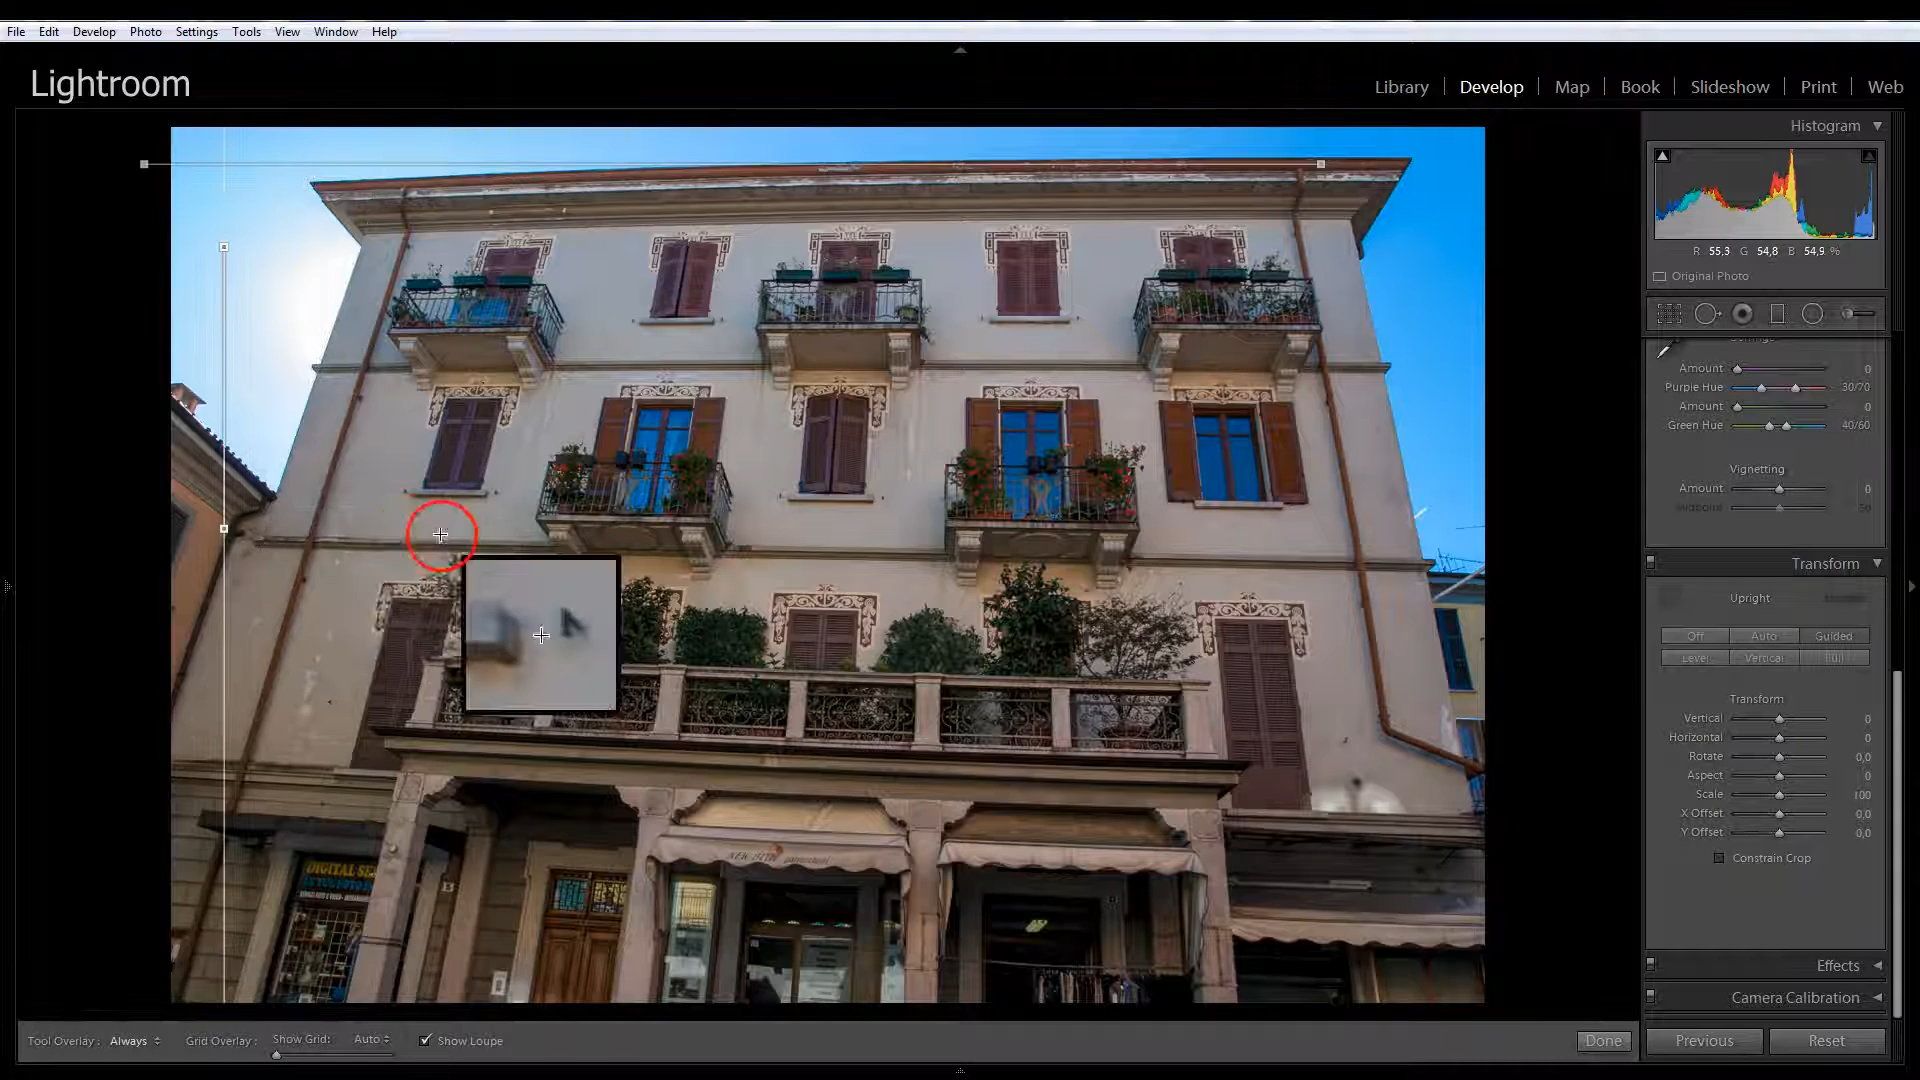 File Edit Develop Photo Settings Tools View Window Help
Lightroom
Library Develop Map Book Slideshow Print Web
Histogram
R 55,3 G 54,8 B 54,9 %
Original Photo
Amount 0
Purple Hue 30/70
Amount 0
Green Hue 40/60
Vignetting
Amount 0
Transform
Upright
Off Auto Guided
Level Vertical Full
Transform
Vertical 0
Horizontal 0
Rotate 0,0
Aspect 0
Scale 100
X Offset 0,0
Y Offset 0,0
Constrain Crop
DIGITAL
Effects
Camera Calibration
Tool Overlay : Always Grid Overlay : Show Grid: Auto Show Loupe Done
Previous Reset